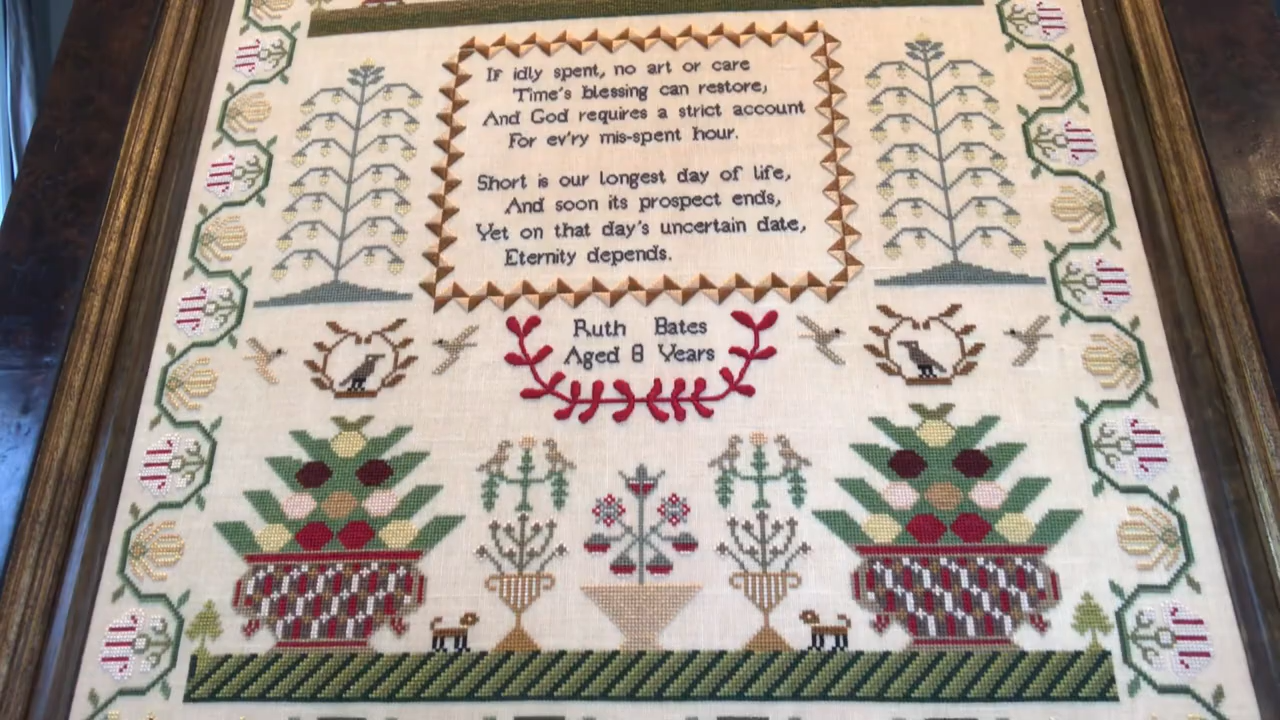 If idly spent, no art or care
Time's blessing can restore,
And God requires a strict account
For ev'ry mis-spent hour.
Short is our longest day of life,
And soon its prospect ends,
Yet on that day's uncertain date,
Eternity depends.
Ruth Bates
Aged 8 Years